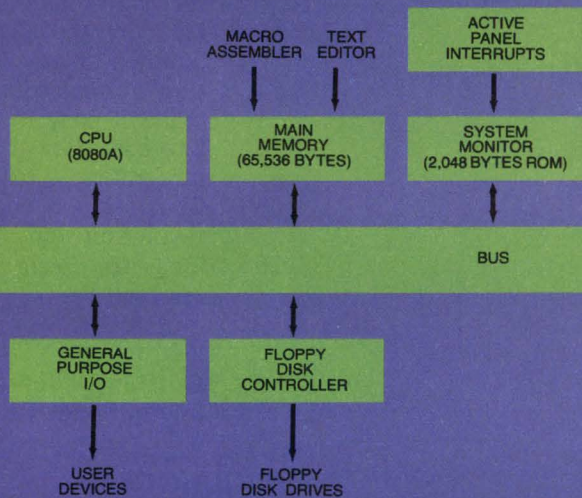 MACRO
ASSEMBLER
TEXT
EDITOR
ACTIVE
PANEL
INTERRUPTS
CPU
(8080A)
MAIN
MEMORY
(65,536 BYTES)
SYSTEM
MONITOR
(2,048 BYTES ROM)
BUS
GENERAL
PURPOSE
I/O
FLOPPY
DISK
CONTROLLER
USER
DEVICES
FLOPPY
DISK DRIVES